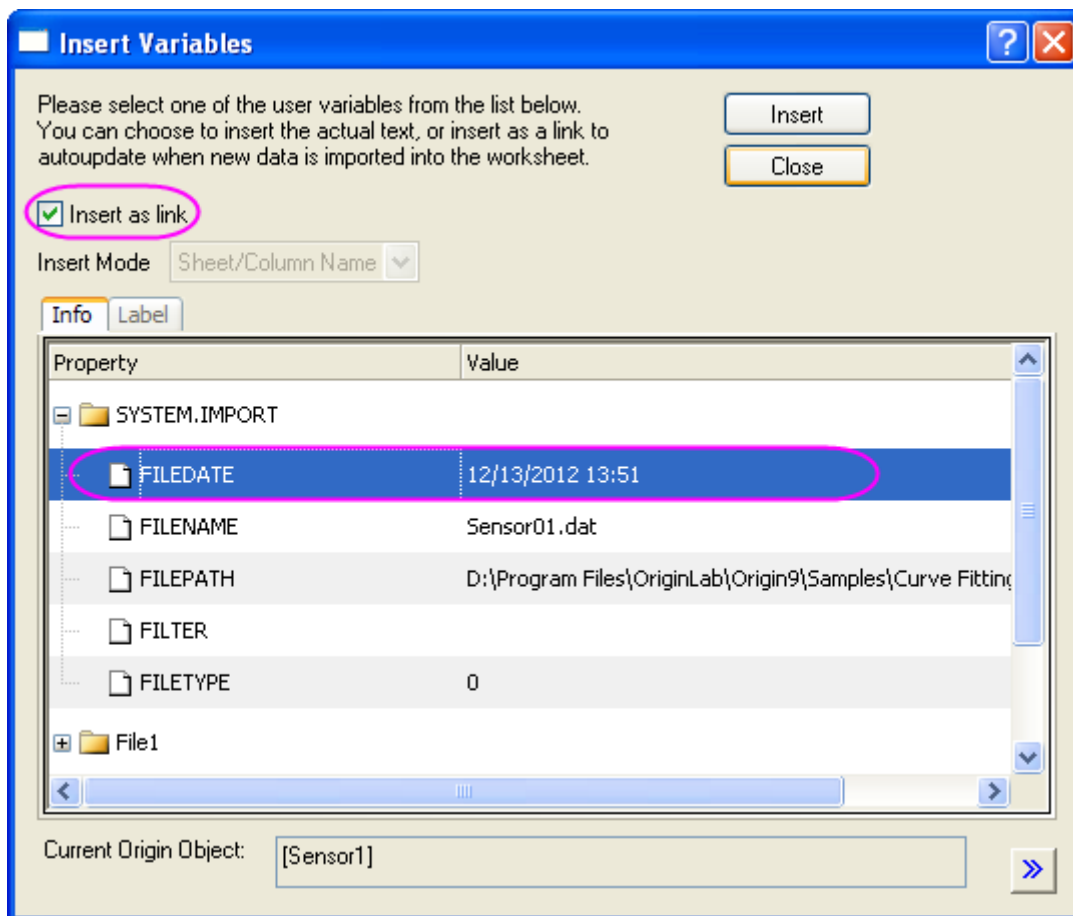 Insert Variables
Please select one of the user variables from the list below.
You can choose to insert the actual text, or insert as a link to
autoupdate when new data is imported into the worksheet.
Insert
Close
Insert as link
Insert Mode Sheet/Column Name
Info Label
Property Value
SYSTEM.IMPORT
FILEDATE 12/13/2012 13:51
FILENAME Sensor01.dat
FILEPATH D:\Program Files\OriginLab\Origin9\Samples\Curve Fitting
FILTER
FILETYPE 0
File1
Current Origin Object: [Sensor1]